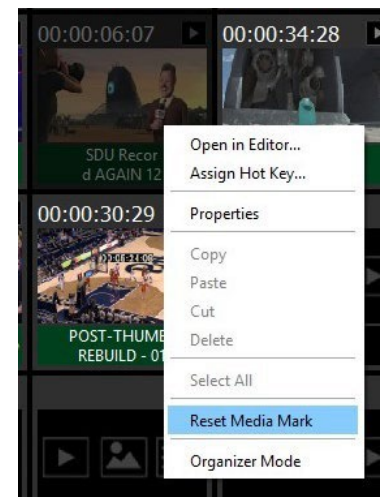 00:00:06:07
00:00:34:28
SDU Recor
d AGAIN 12
Open in Editor...
Assign Hot Key...
Properties
Copy
Paste
Cut
Delete
Select All
Reset Media Mark
Organizer Mode
00:00:30:29
POST-THUMB
REBUILD - 01